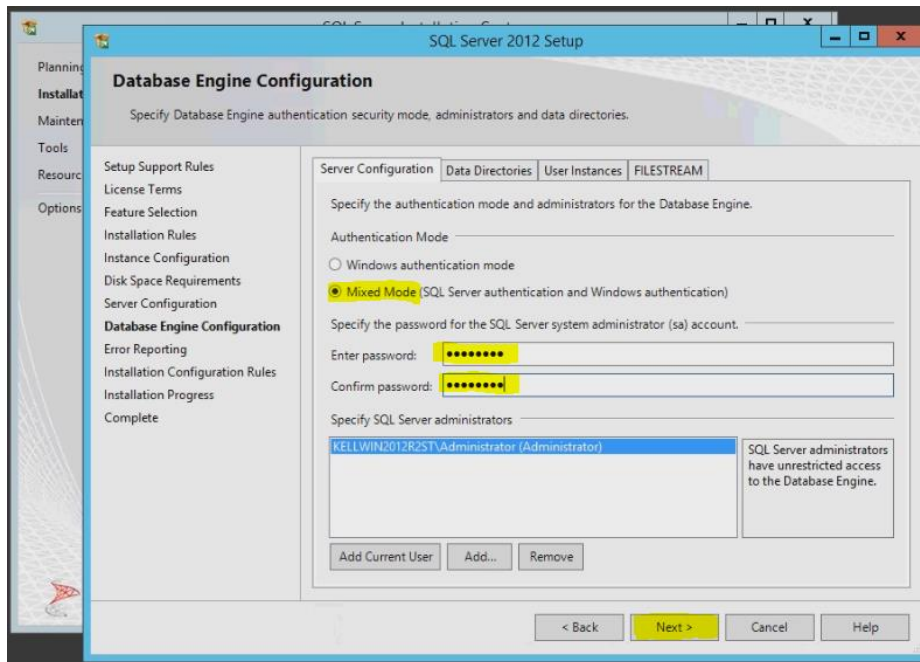 SQL Server 2012 Setup
Planning
Installat
Mainten
Tools
Resourc
Options
Database Engine Configuration
Specify Database Engine authentication security mode, administrators and data directories.
Setup Support Rules
License Terms
Feature Selection
Installation Rules
Instance Configuration
Disk Space Requirements
Server Configuration
Database Engine Configuration
Error Reporting
Installation Configuration Rules
Installation Progress
Complete
Server Configuration Data Directories User Instances FILESTREAM
Specify the authentication mode and administrators for the Database Engine.
Authentication Mode
Windows authentication mode
Mixed Mode (SQL Server authentication and Windows authentication)
Specify the password for the SQL Server system administrator (sa) account.
Enter password: ●●●●●●●●
Confirm password: ●●●●●●●●
Specify SQL Server administrators
KELLWIN2012R2ST\Administrator (Administrator)
SQL Server administrators
have unrestricted access
to the Database Engine.
Add Current User Add... Remove
< Back Next > Cancel Help